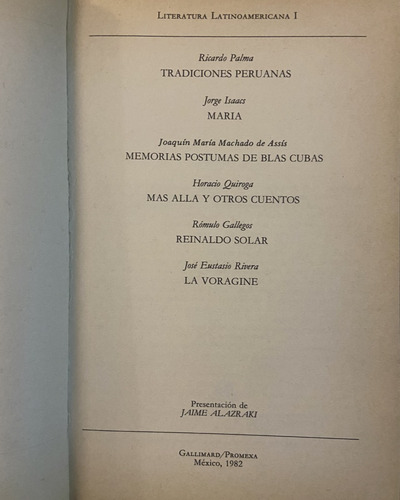 LITERATURA LATINOAMERICANA I
Ricardo Palma
TRADICIONES PERUANAS
Jorge Isaacs
MARIA
Joaquín María Machado de Assís
MEMORIAS POSTUMAS DE BLAS CUBAS
Horacio Quiroga
MAS ALLA Y OTROS CUENTOS
Rómulo Gallegos
REINALDO SOLAR
José Eustasio Rivera
LA VORAGINE
Presentación de
JAIME ALAZRAKI
GALLIMARD/PROMEXA
México, 1982